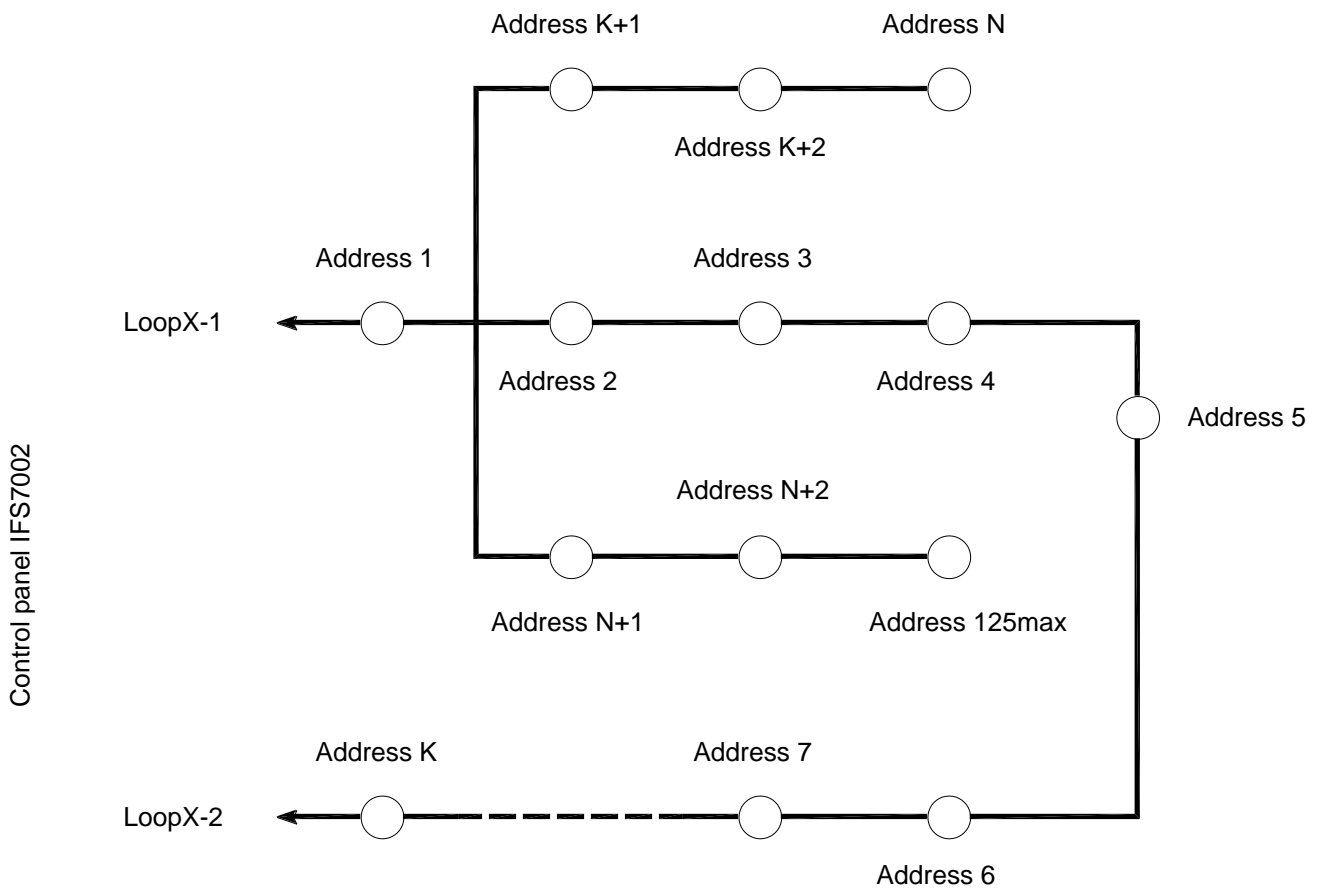 Address K+1
Address N
Address K+2
Address 1
Address 3
LoopX-1
Address 2
Address 4
Address 5
Control panel IFS7002
Address N+2
Address N+1
Address 125max
Address K
Address 7
LoopX-2
Address 6